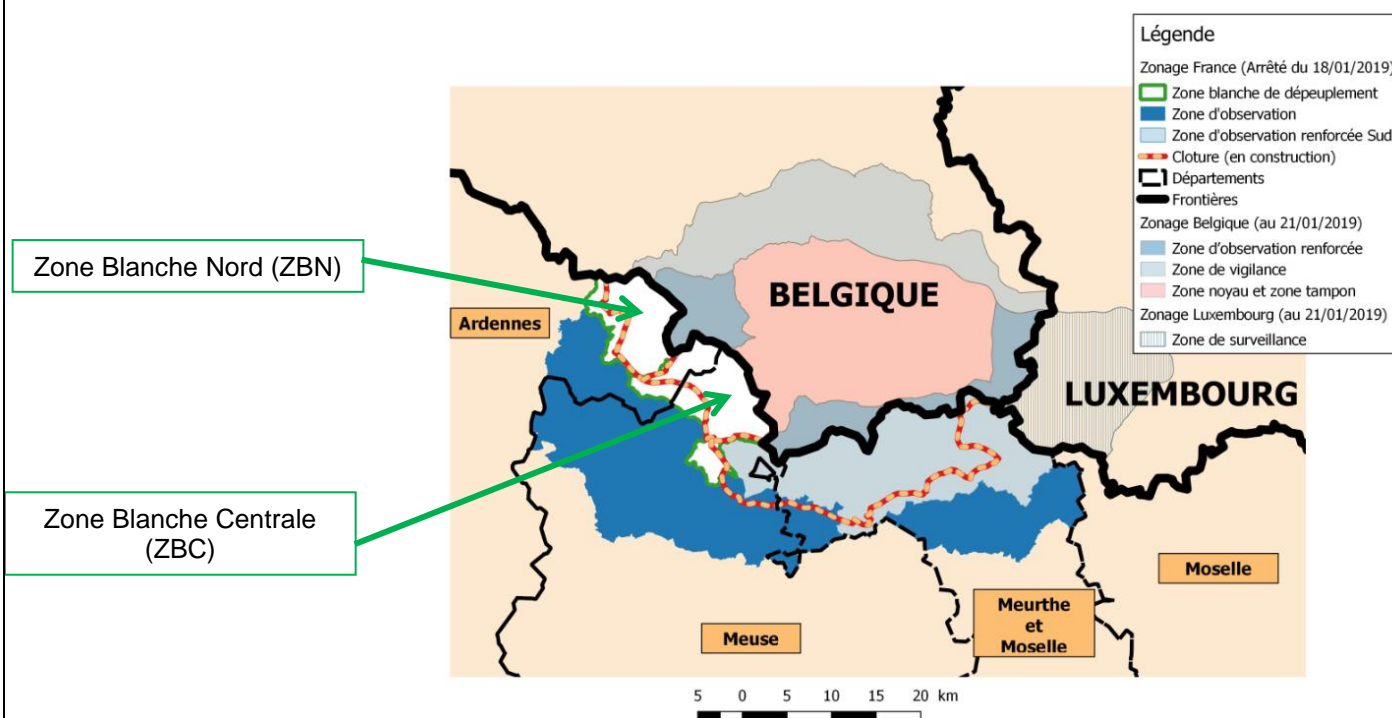 Légende
Zonage France (Arrêté du 18/01/2019)
Zone blanche de dépeuplement
Zone d'observation
Zone d'observation renforcée Sud
Cloture (en construction)
Départements
Frontières
Zonage Belgique (au 21/01/2019)
Zone d'observation renforcée
Zone de vigilance
Zone noyau et zone tampon
Zonage Luxembourg (au 21/01/2019)
Zone de surveillance
Zone Blanche Nord (ZBN)
BELGIQUE
Ardennes
LUXEMBOURG
Zone Blanche Centrale
(ZBC)
Moselle
Meurthe
et
Moselle
Meuse
5 0 5 10 15 20 km